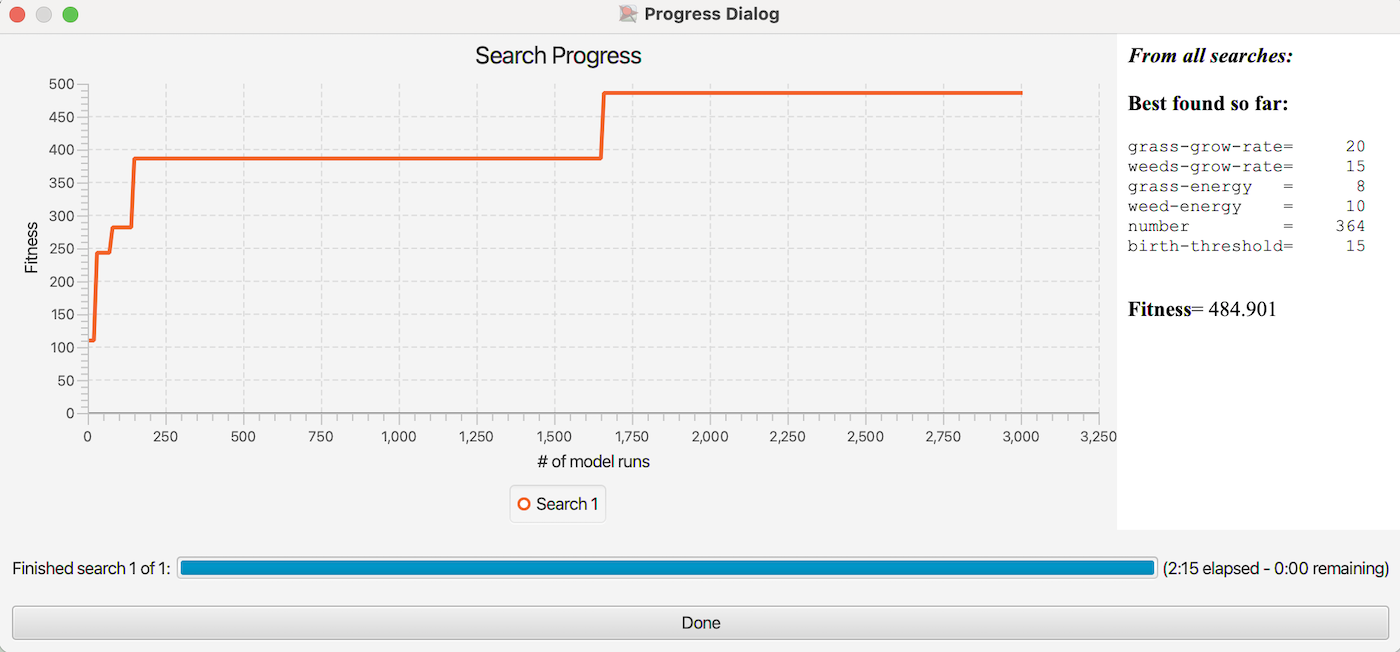 Progress Dialog
Search Progress
500
450
400
350
300
250
200
150
100
50
0
Fitness
0 250 500 750 1,000 1,250 1,500 1,750 2,000 2,250 2,500 2,750 3,000 3,250
# of model runs
Search 1
From all searches:
Best found so far:
grass-grow-rate= 20
weeds-grow-rate= 15
grass-energy = 8
weed-energy = 10
number = 364
birth-threshold= 15
Fitness= 484.901
Finished search 1 of 1: (2:15 elapsed - 0:00 remaining)
Done